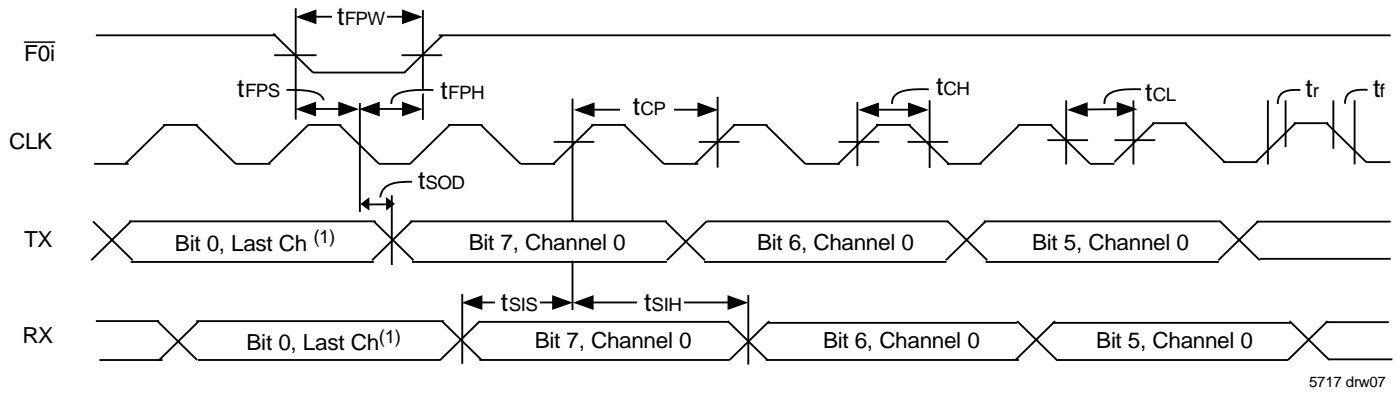 tFPW
F0i
tFPS
tFPH
tCP
tCH
tCL
tr
tf
CLK
tSOD
TX
Bit 0, Last Ch (1)
Bit 7, Channel 0
Bit 6, Channel 0
Bit 5, Channel 0
tSIS
tSIH
RX
Bit 0, Last Ch(1)
Bit 7, Channel 0
Bit 6, Channel 0
Bit 5, Channel 0
5717 drw07